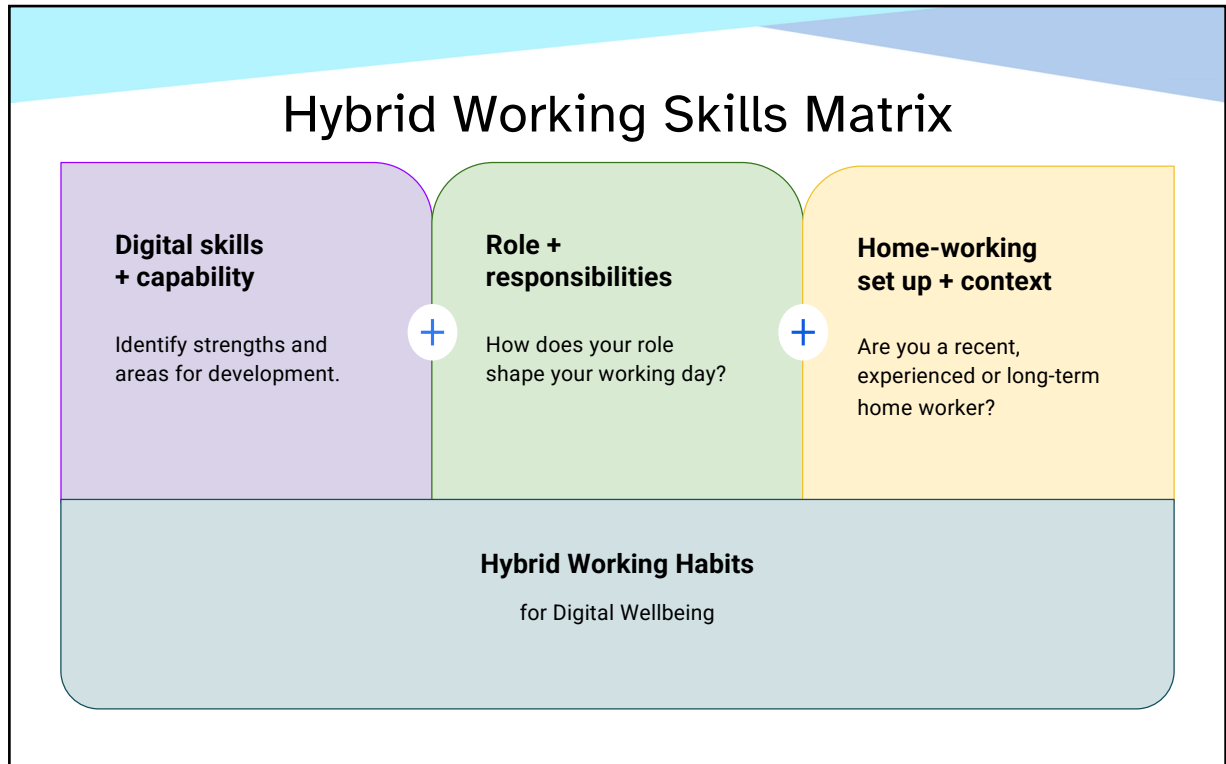 Hybrid Working Skills Matrix
Digital skills
+ capability
Identify strengths and
areas for development.
+
Role +
responsibilities
How does your role
shape your working day?
+
Home-working
set up + context
Are you a recent,
experienced or long-term
home worker?
Hybrid Working Habits
for Digital Wellbeing